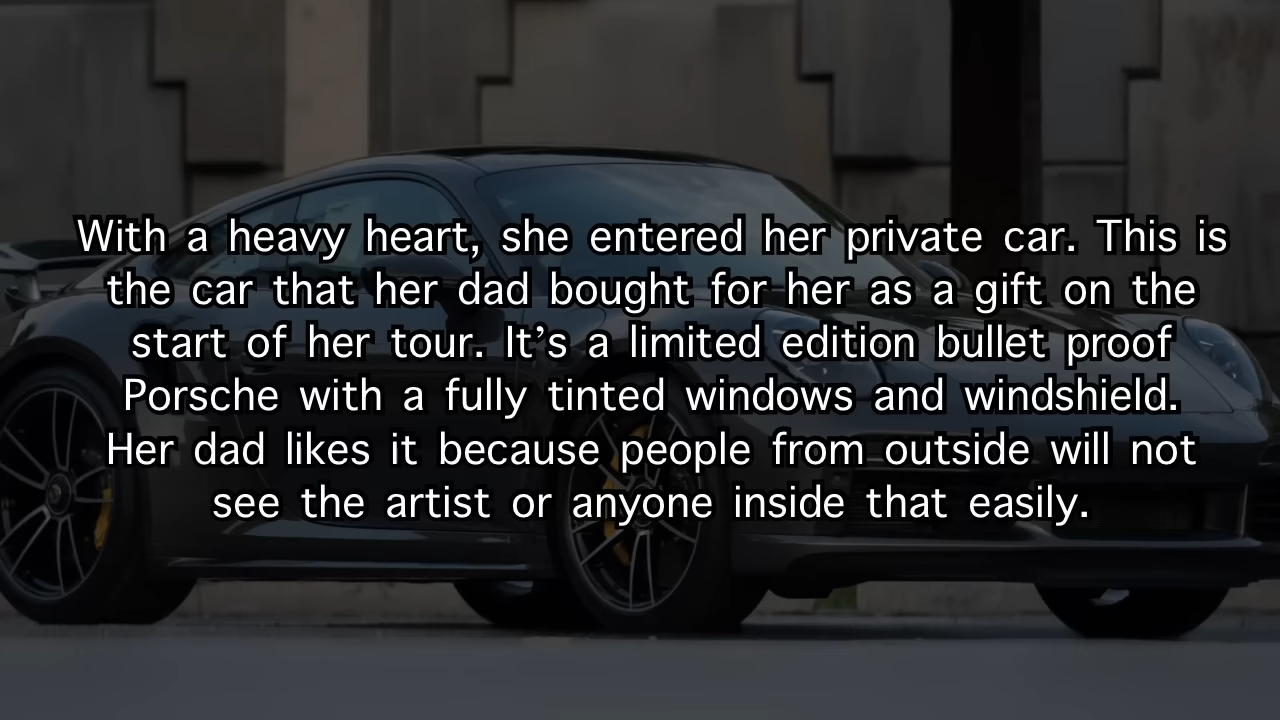 With a heavy heart, she entered her private car. This is
the car that her dad bought for her as a gift on the
start of her tour. It’s a limited edition bullet proof
Porsche with a fully tinted windows and windshield.
Her dad likes it because people from outside will not
see the artist or anyone inside that easily.